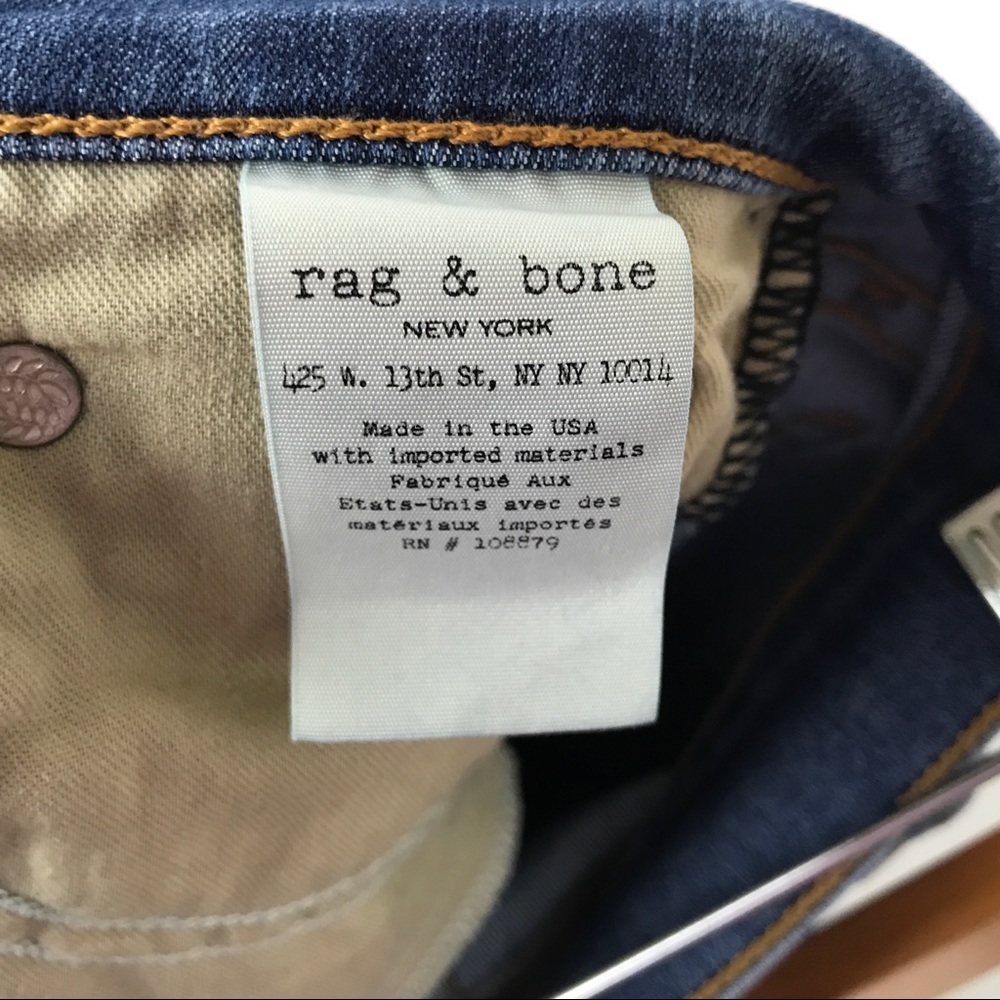 rag & bone
NEW YORK
425 W. 13th St, NY NY 10014
Made in the USA
with imported materials
Fabriqué Aux
Etats-Unis avec des
matériaux importés
RN # 108879